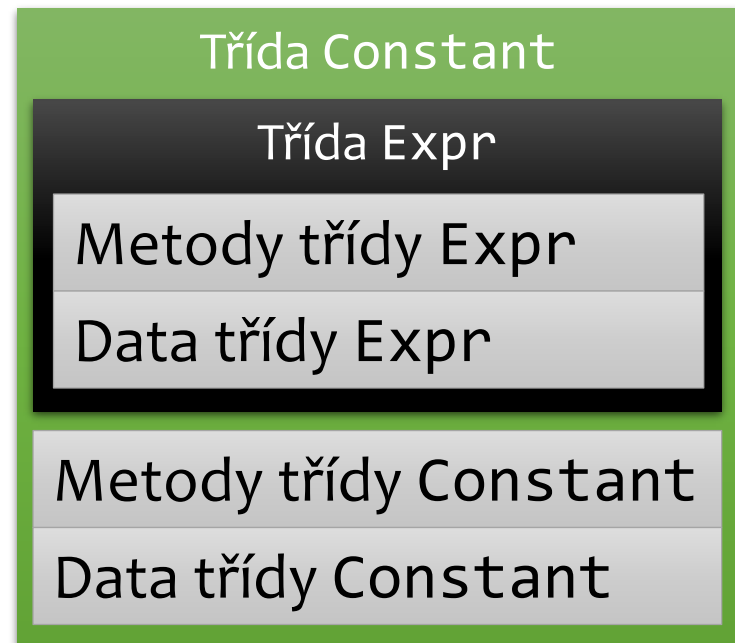 Třída Constant
Třída Expr
Metody třídy Expr
Data třídy Expr
Metody třídy Constant
Data třídy Constant